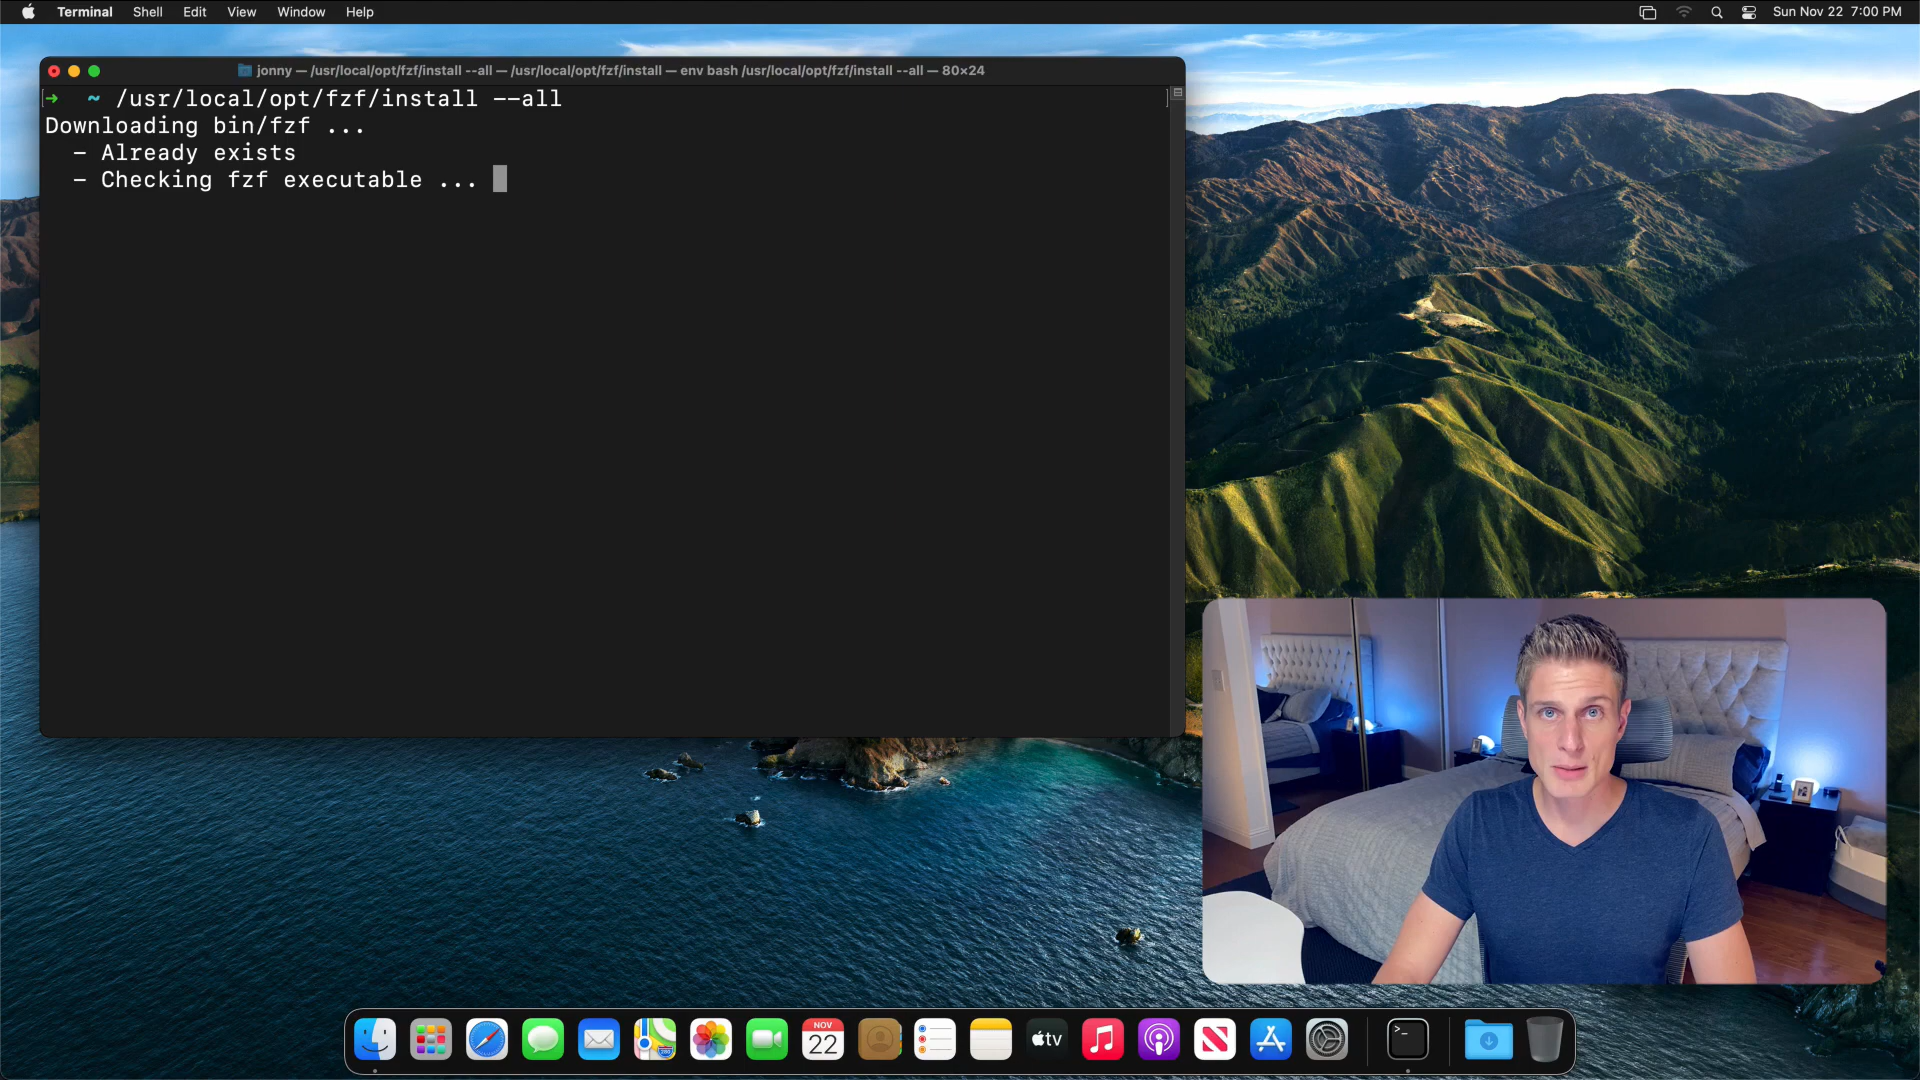 Terminal Shell Edit View Window Help
Sun Nov 22 7:00 PM
jonny — /usr/local/opt/fzf/install --all — /usr/local/opt/fzf/install — env bash /usr/local/opt/fzf/install --all — 80×24
➜ ~ /usr/local/opt/fzf/install --all
Downloading bin/fzf ...
- Already exists
- Checking fzf executable ...
NOV
22
tv
>_